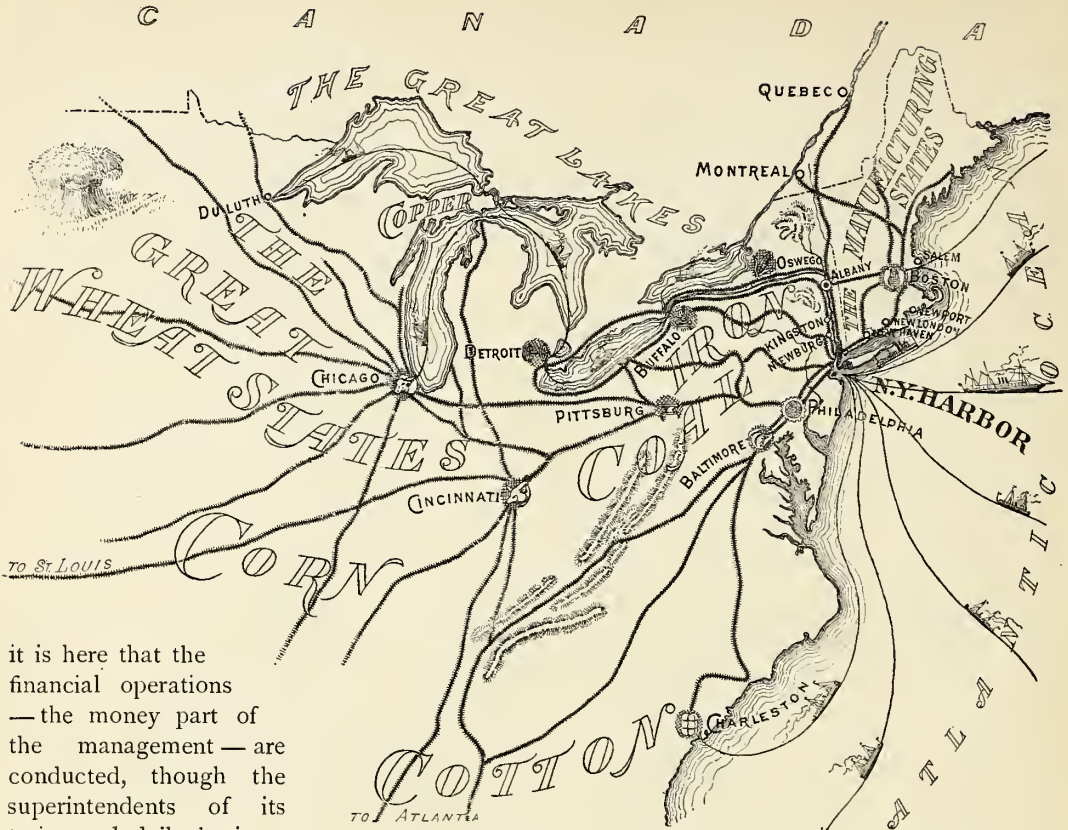 CANADA
THE GREAT LAKES
QUEBEC
MONTREAL
MANUFACTURING
STATES
THE
DULUTH
COPPER
THE
GREAT
WHEAT STATES
OSWEGO
ALBANY
SALEM
BOSTON
NEWPORT
NEW LONDON
NEW HAVEN
KINGSTON
NEWBURG
IRON
BUFFALO
DETROIT
CHICAGO
PITTSBURG
PHILADELPHIA
N.Y. HARBOR
COAL
BALTIMORE
CINCINNATI
CORN
TO ST. LOUIS
ATLANTIC OCEA
CHARLESTON
COTTON
TO ATLANTA
it is here that the
financial operations
— the money part of
the management — are
conducted, though the
superintendents of its